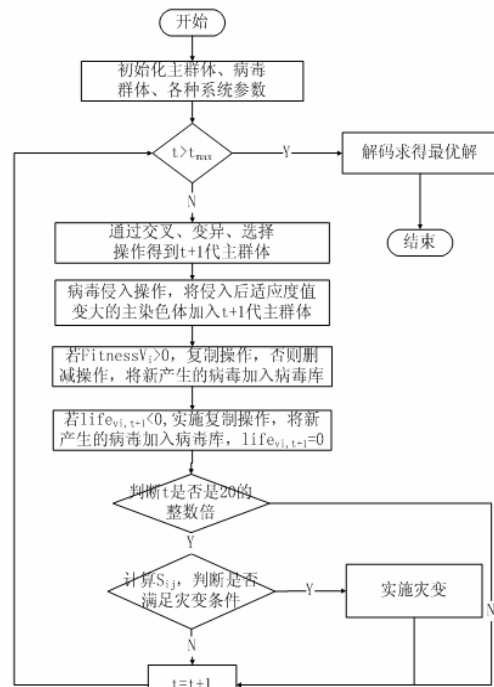 开始
初始化主群体、病毒
群体、各种系统参数
t>tmax
Y
解码求得最优解
N
结束
通过交叉、变异、选择
操作得到t+1代主群体
病毒侵入操作，将侵入后适应度值
变大的主染色体加入t+1代主群体
若FitnessVi>0，复制操作，否则删
减操作，将新产生的病毒加入病毒库
若lifevi,t+1<0,实施复制操作，将新
产生的病毒加入病毒库，lifevi,t+1=0
判断t是否是20的
整数倍
Y
计算Sij，判断是否
满足灾变条件
Y
实施灾变
N
N
t=t+1